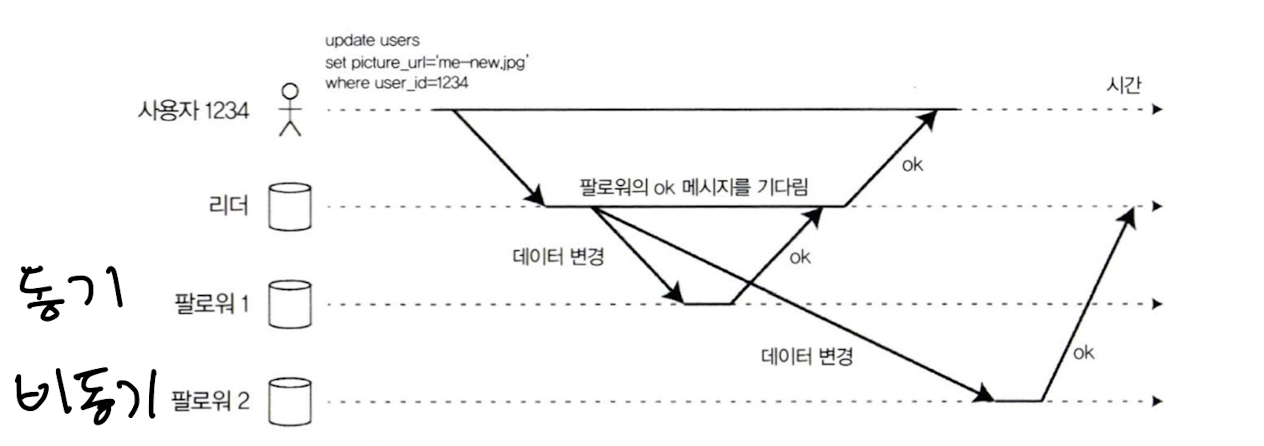 update users
set picture_url='me-new.jpg'
where user_id=1234
시간
사용자 1234
ok
팔로워의 ok 메시지를 기다림
리더
데이터 변경
ok
동기
팔로워 1
데이터 변경
ok
비동기
팔로워 2